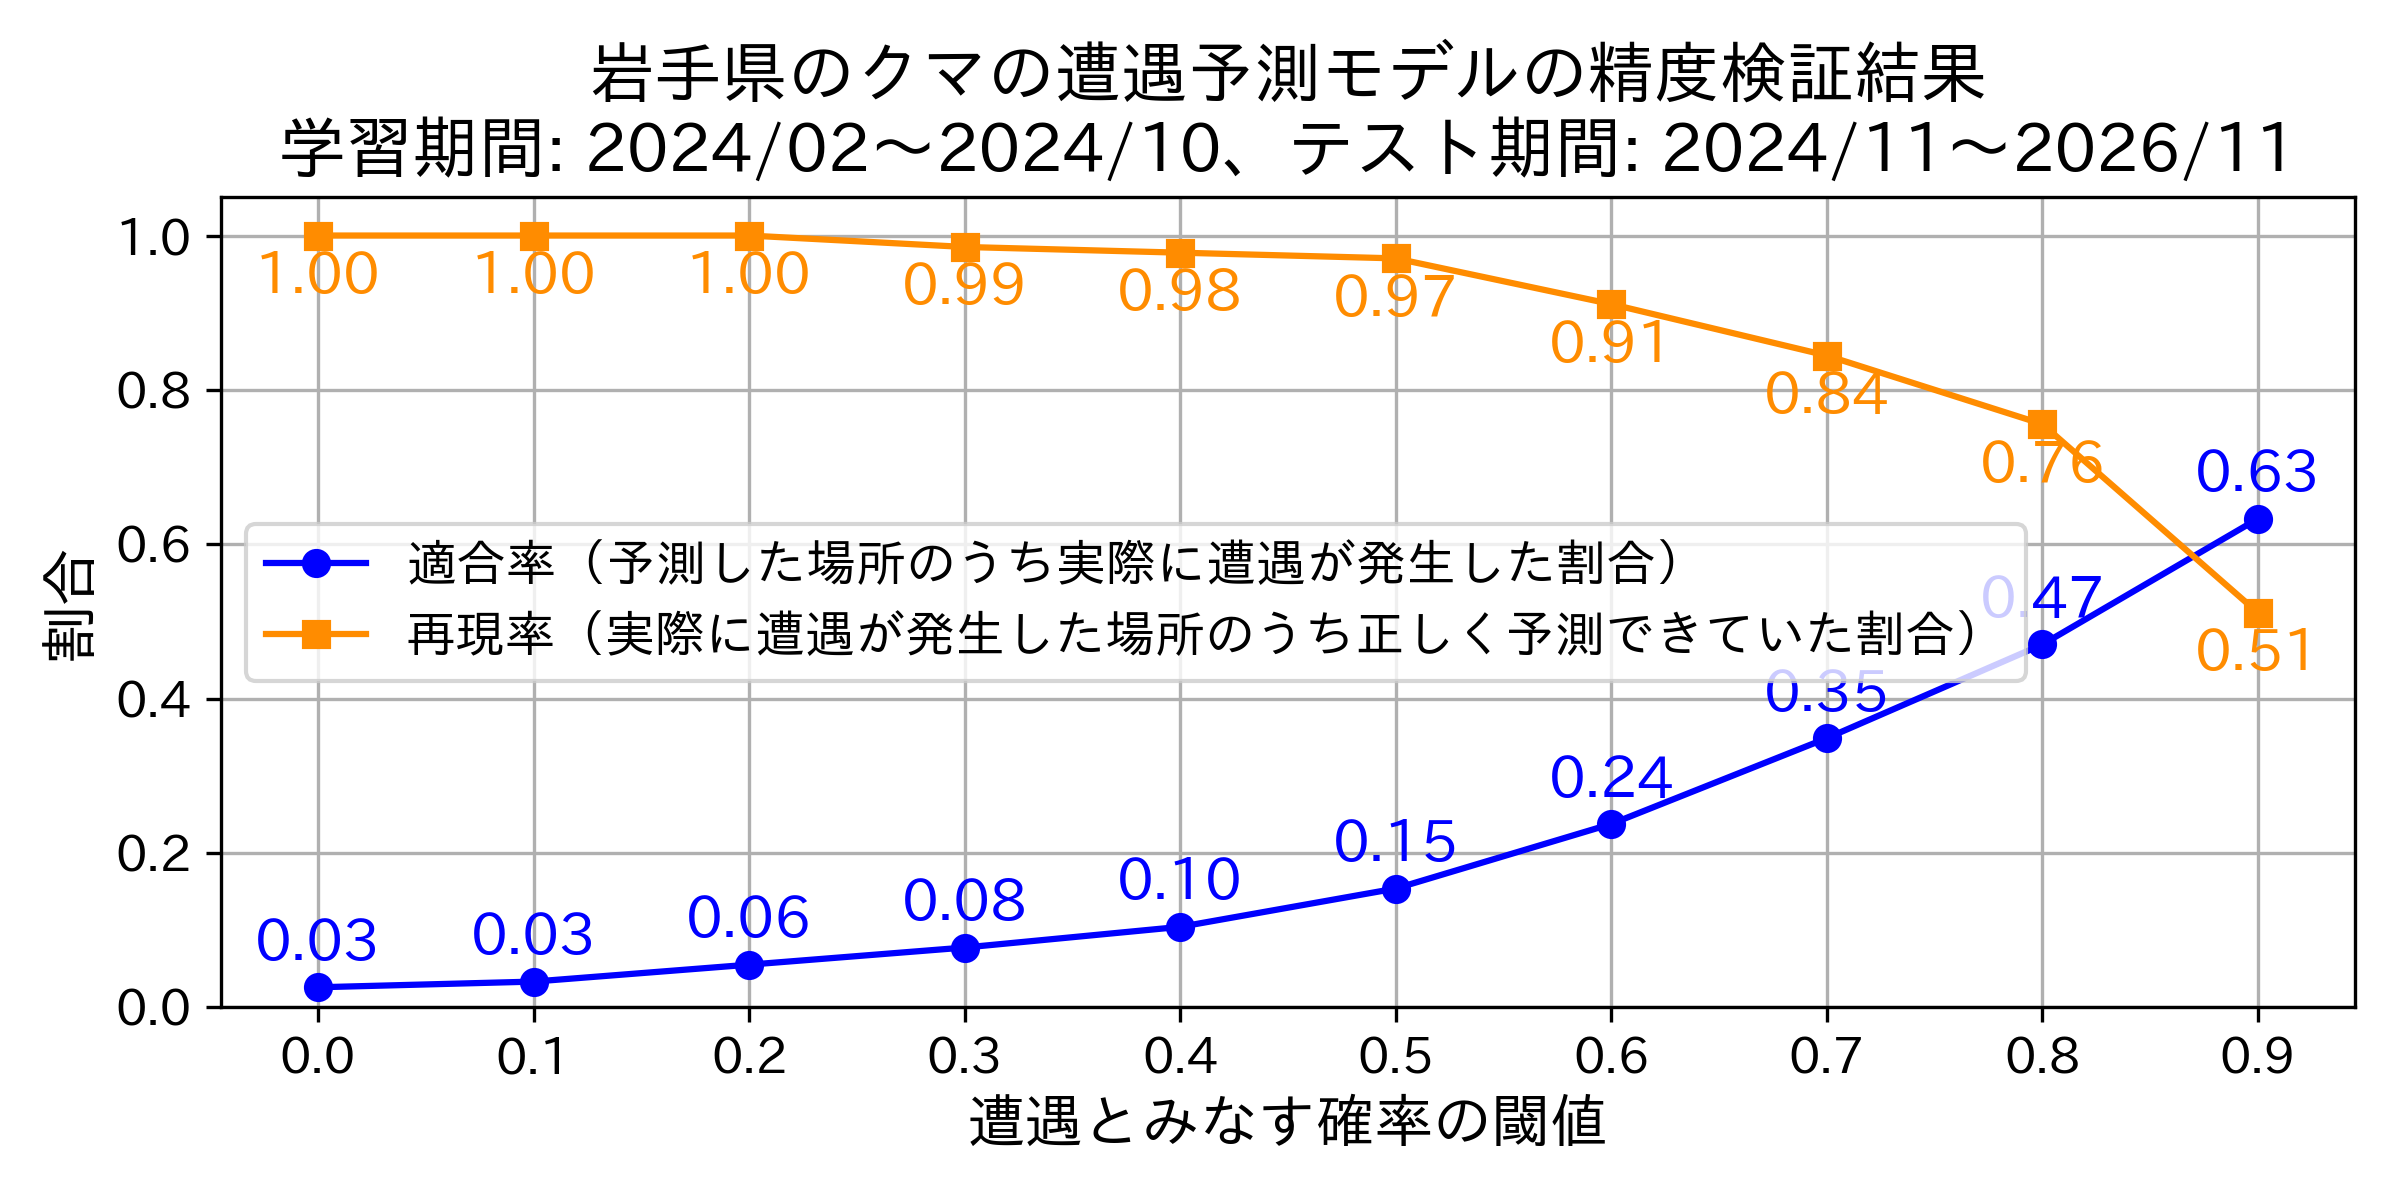 岩手県のクマの遭遇予測モデルの精度検証結果
学習期間: 2024/02～2024/10、テスト期間: 2024/11～2026/11
割合
1.0
0.8
0.6
0.4
0.2
0.0
1.00 1.00 1.00 0.99 0.98 0.97 0.91 0.84 0.76 0.51
適合率（予測した場所のうち実際に遭遇が発生した割合）
再現率（実際に遭遇が発生した場所のうち正しく予測できていた割合）
0.03 0.03 0.06 0.08 0.10 0.15 0.24 0.35 0.47 0.63
0.0 0.1 0.2 0.3 0.4 0.5 0.6 0.7 0.8 0.9
遭遇とみなす確率の閾値